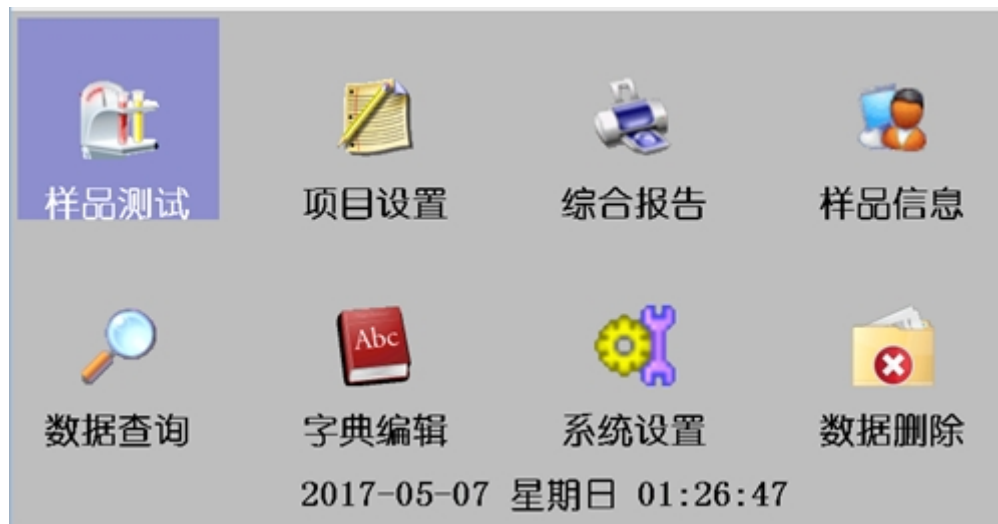 样品测试 项目设置 综合报告 样品信息
Abc
数据查询 字典编辑 系统设置 数据删除
2017-05-07 星期日 01:26:47